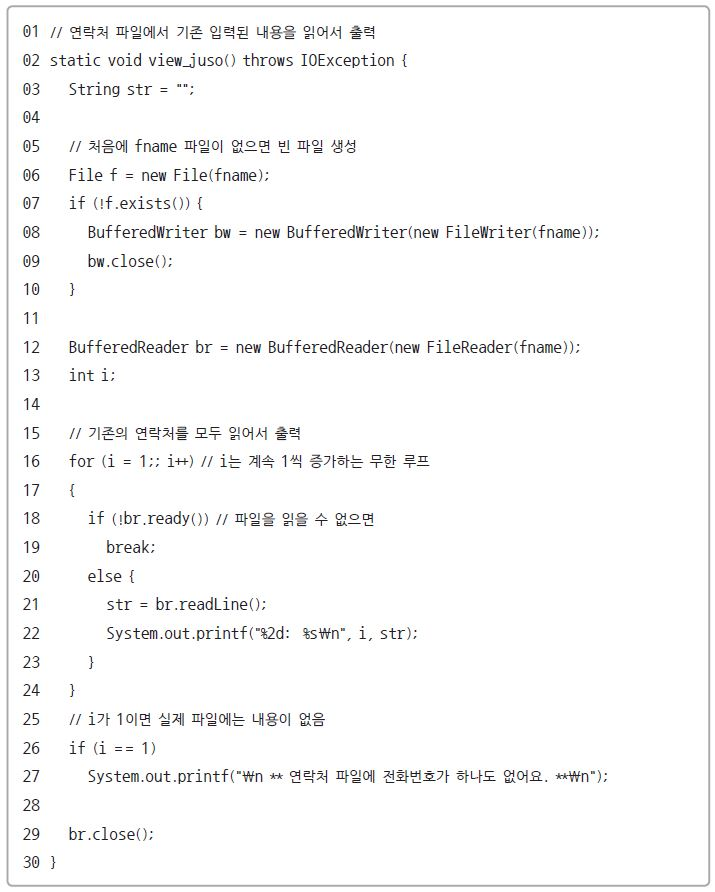 01 // 연락처 파일에서 기존 입력된 내용을 읽어서 출력
02 static void view_juso() throws IOException {
03   String str = "";
04
05   // 처음에 fname 파일이 없으면 빈 파일 생성
06   File f = new File(fname);
07   if (!f.exists()) {
08     BufferedWriter bw = new BufferedWriter(new FileWriter(fname));
09     bw.close();
10   }
11
12   BufferedReader br = new BufferedReader(new FileReader(fname));
13   int i;
14
15   // 기존의 연락처를 모두 읽어서 출력
16   for (i = 1;; i++) // i는 계속 1씩 증가하는 무한 루프
17   {
18     if (!br.ready()) // 파일을 읽을 수 없으면
19       break;
20     else {
21       str = br.readLine();
22       System.out.printf("%2d: %s₩n", i, str);
23     }
24   }
25   // i가 1이면 실제 파일에는 내용이 없음
26   if (i == 1)
27     System.out.printf("₩n ** 연락처 파일에 전화번호가 하나도 없어요. **₩n");
28
29   br.close();
30 }